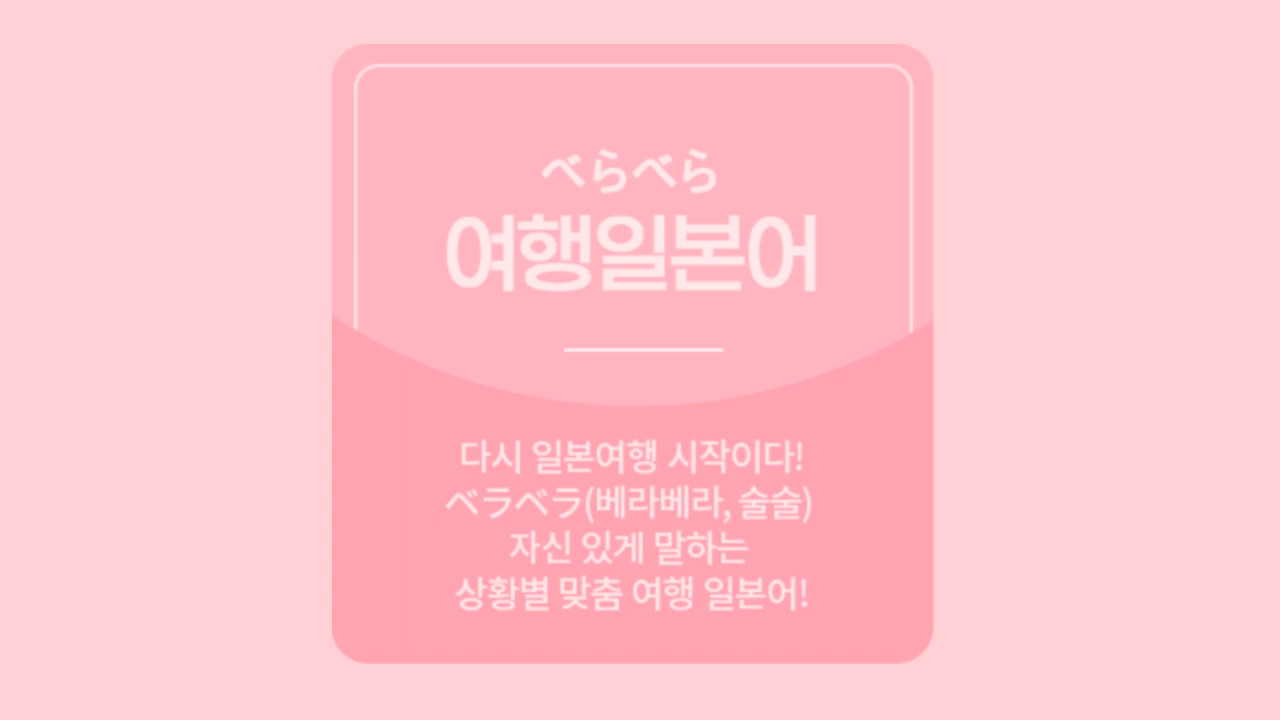 べらべら
여행일본어
다시 일본여행 시작이다!
ベラベラ(베라베라, 술술)
자신 있게 말하는
상황별 맞춤 여행 일본어!